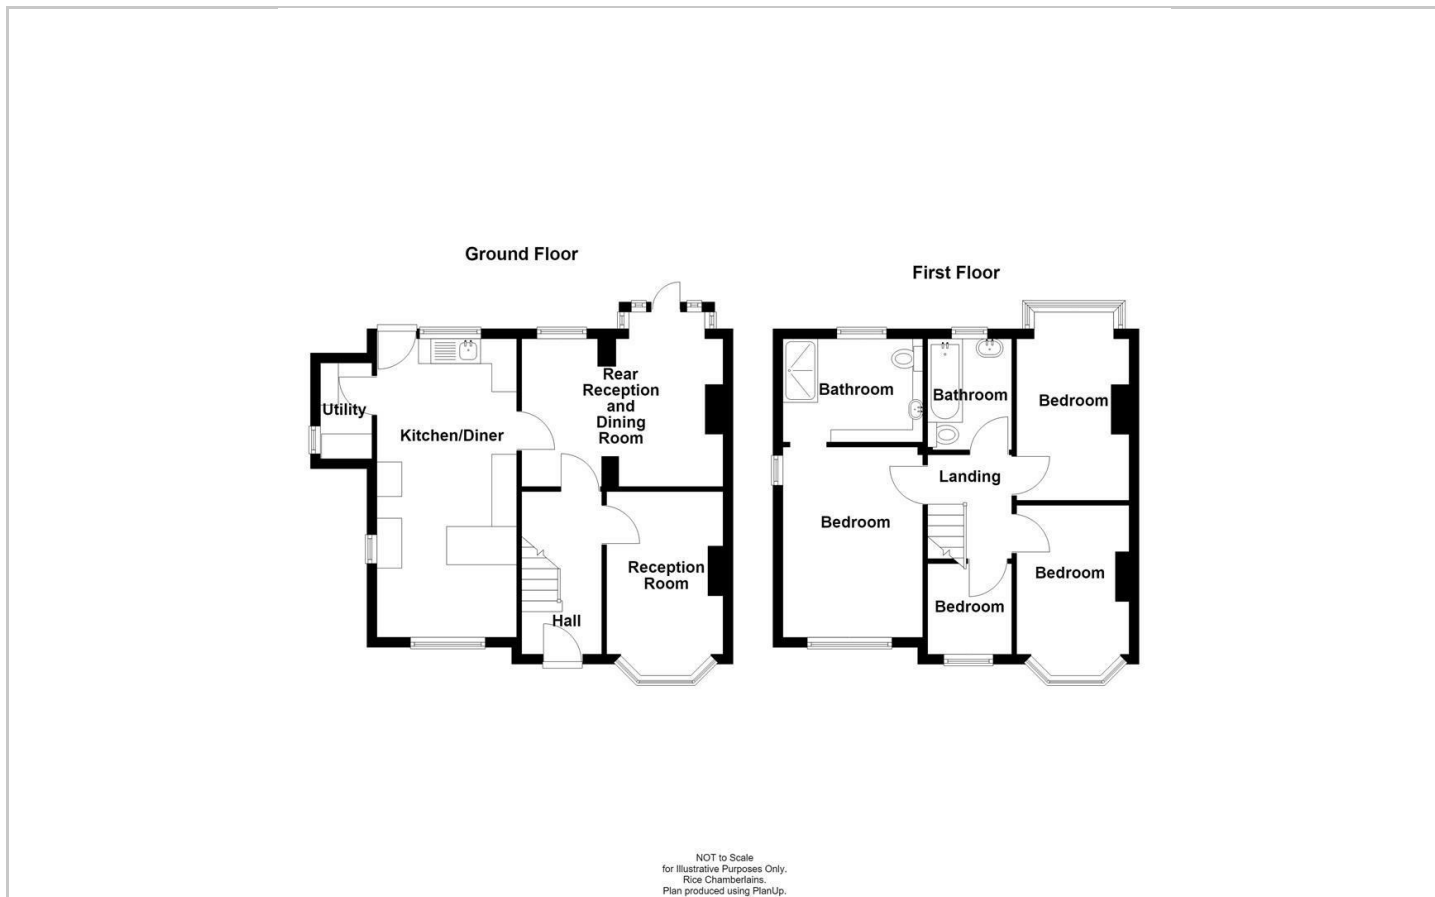 Ground Floor
First Floor
Utility
Kitchen/Diner
Rear
Reception
and
Dining
Room
Reception
Room
Hall
Bathroom
Bathroom
Bedroom
Landing
Bedroom
Bedroom
Bedroom
NOT to Scale
for Illustrative Purposes Only.
Rice Chamberlains.
Plan produced using PlanUp.